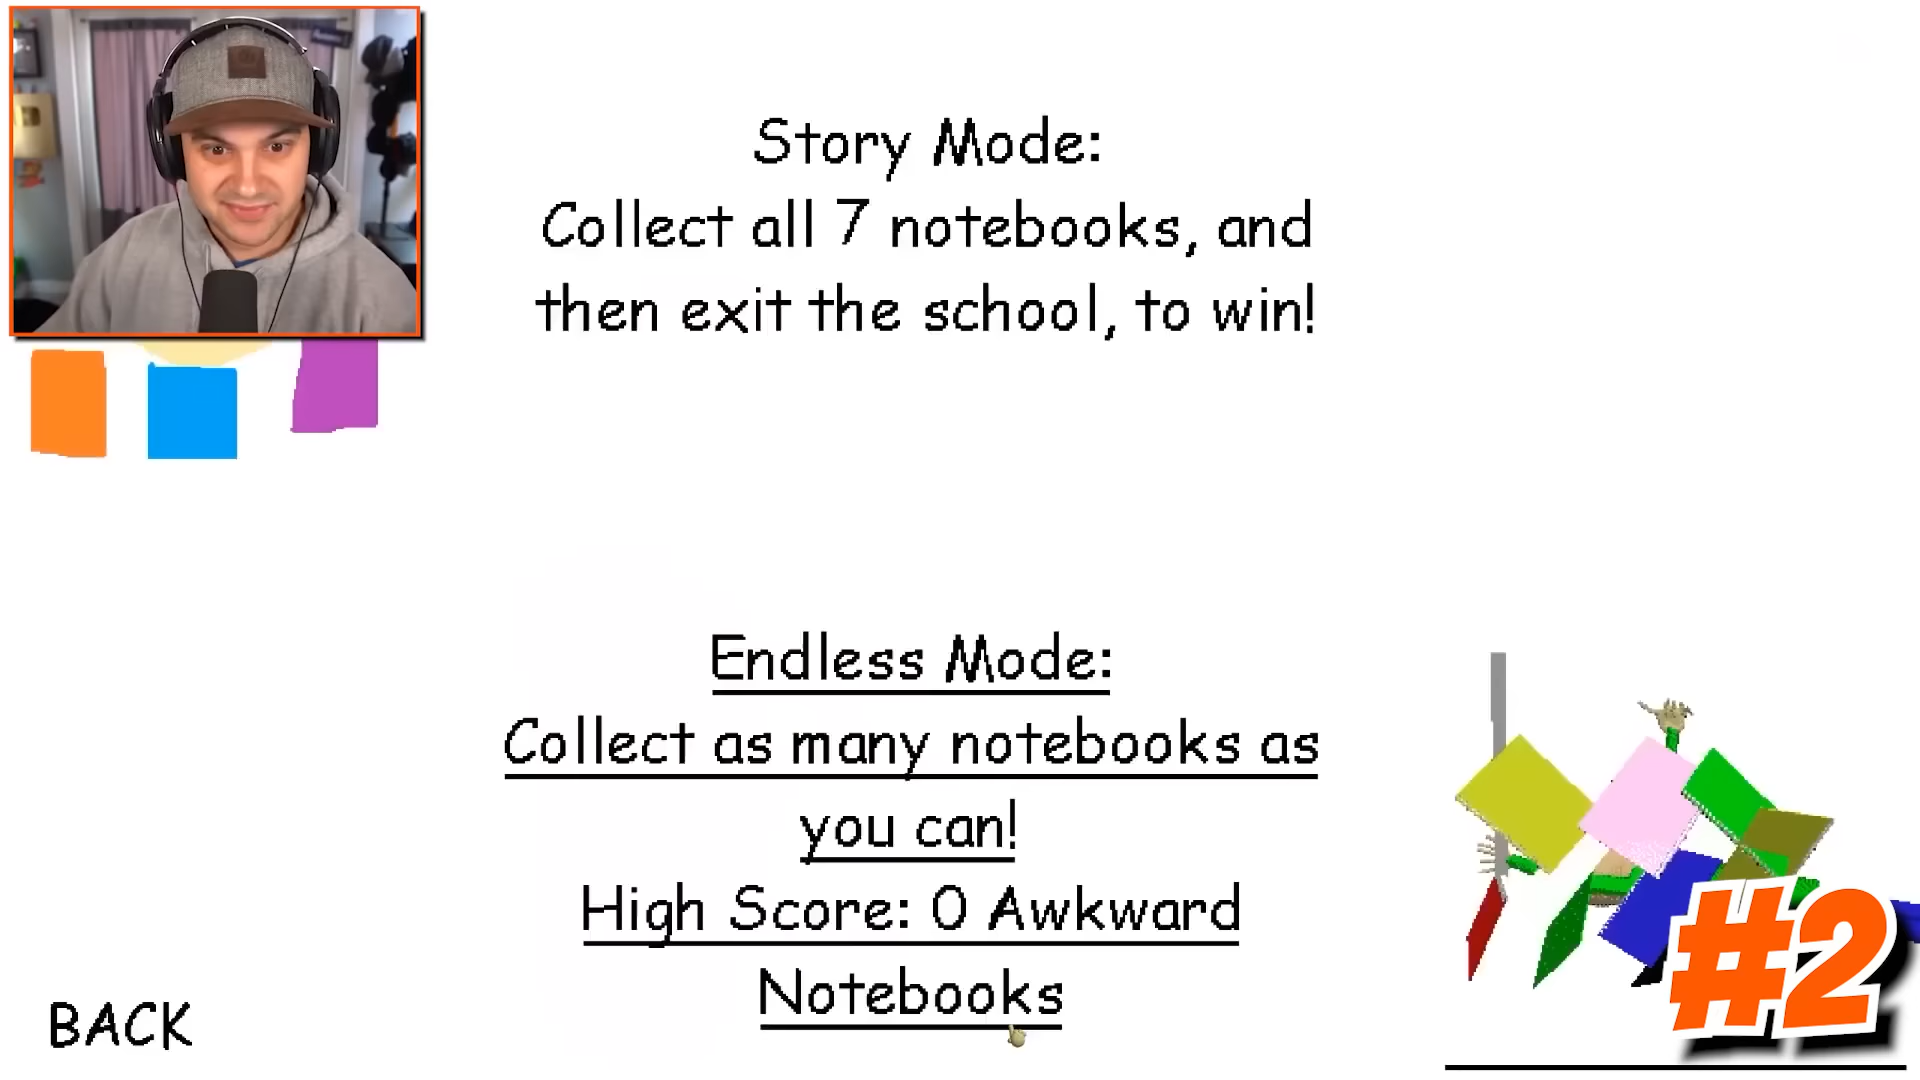 Story Mode:
Collect all 7 notebooks, and
then exit the school, to win!
Endless Mode:
Collect as many notebooks as
you can!
High Score: 0 Awkward
Notebooks
BACK
#2